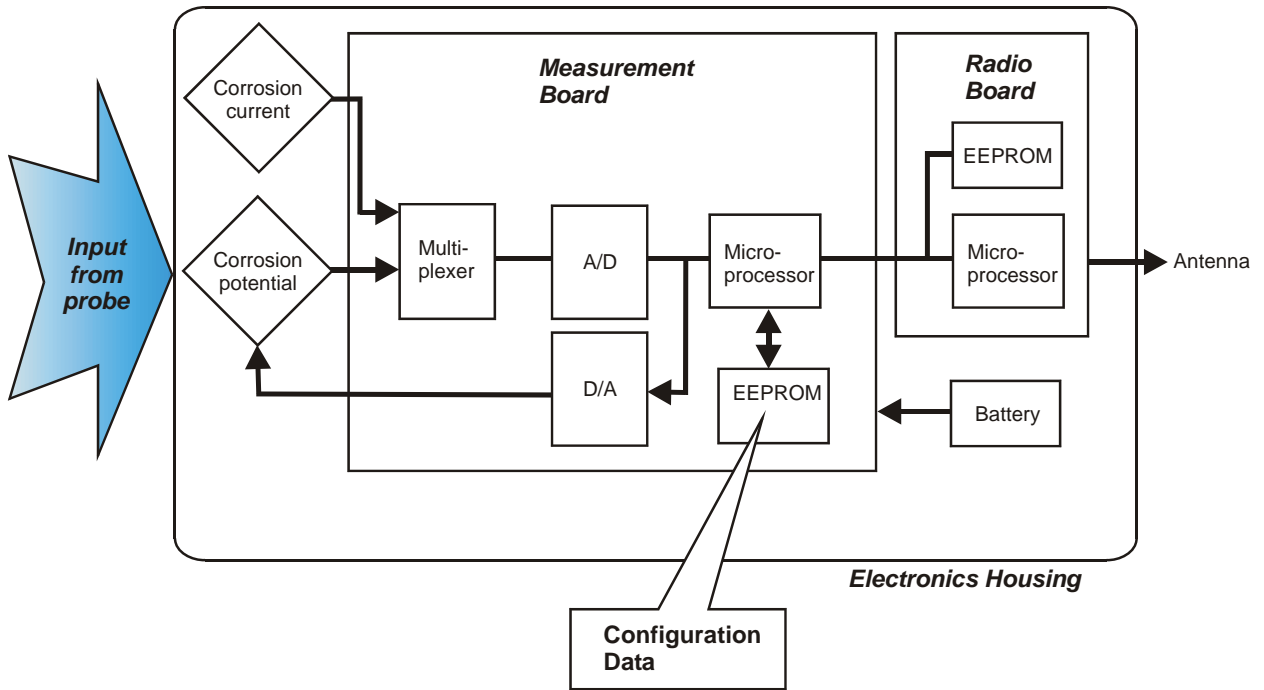 Input
from
probe
Corrosion
current
Corrosion
potential
Measurement
Board
Multi-
plexer
A/D
D/A
Micro-
processor
EEPROM
Radio
Board
EEPROM
Micro-
processor
Battery
Antenna
Electronics Housing
Configuration
Data